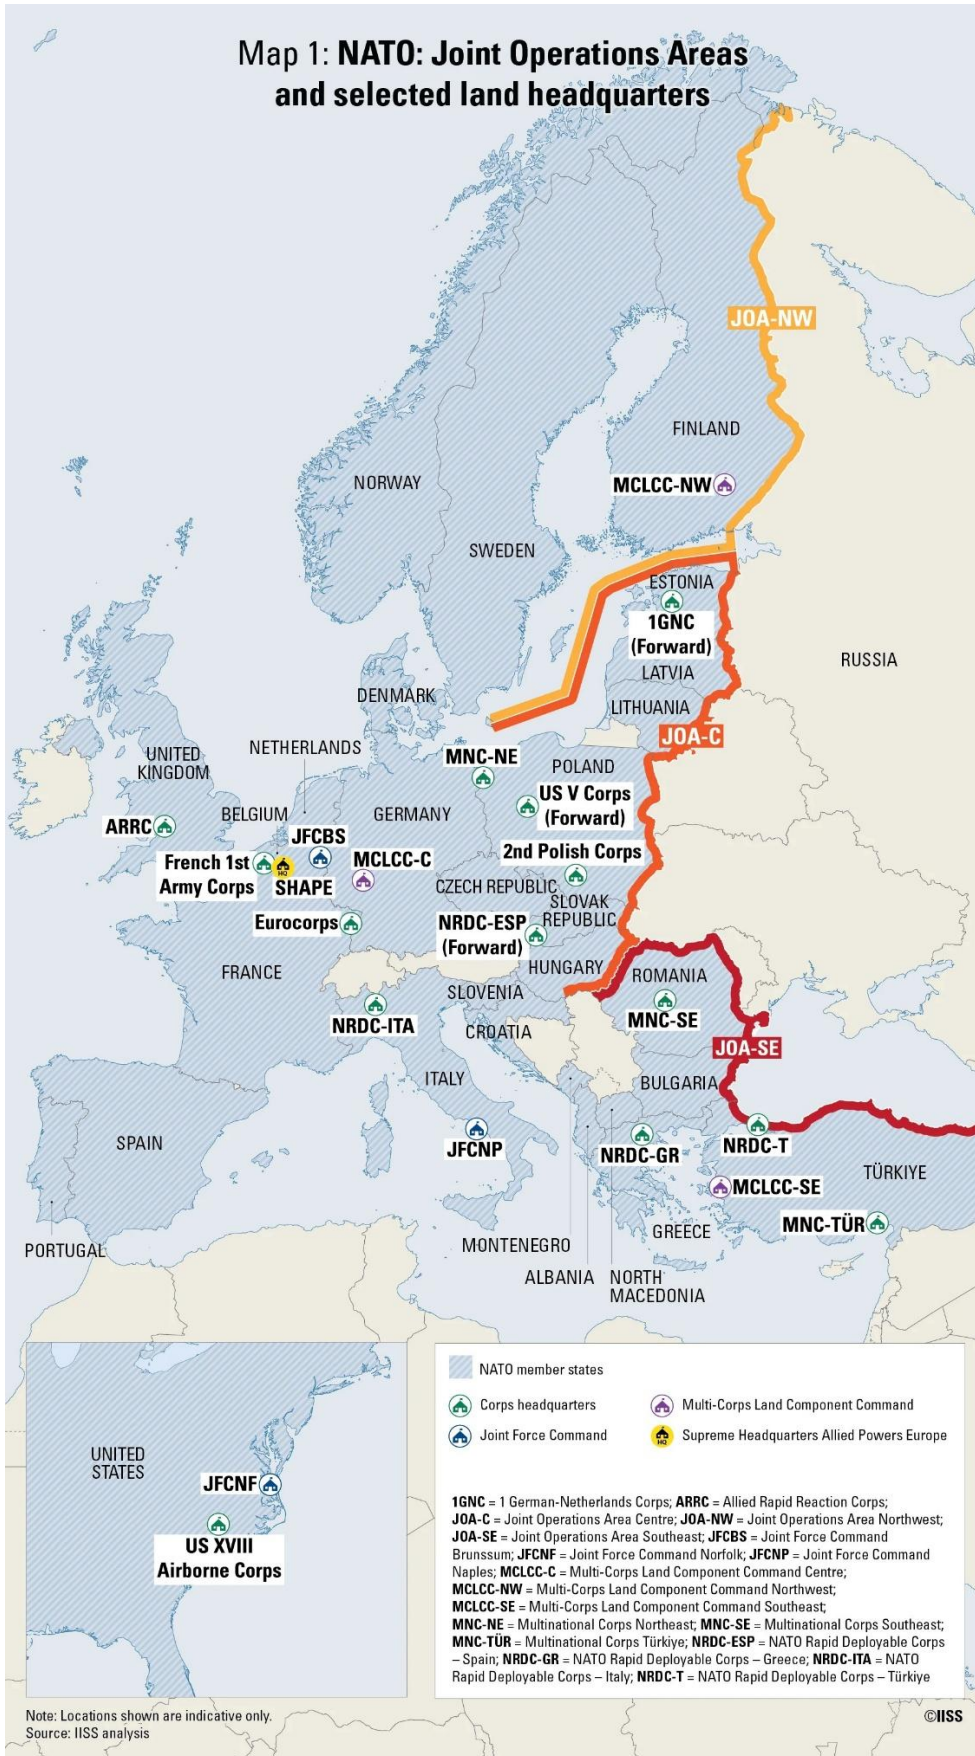 Map 1: NATO: Joint Operations Areas
and selected land headquarters
JOA-NW
FINLAND
NORWAY
MCLCC-NW
SWEDEN
ESTONIA
1GNC
(Forward)
RUSSIA
LATVIA
DENMARK
LITHUANIA
JOA-C
NETHERLANDS
UNITED
KINGDOM
MNC-NE
POLAND
US V Corps
(Forward)
BELGIUM
GERMANY
ARRC
JFCBS
2nd Polish Corps
French 1st
Army Corps
HQ
SHAPE
MCLCC-C
CZECH REPUBLIC
SLOVAK
REPUBLIC
Eurocorps
NRDC-ESP
(Forward)
FRANCE
HUNGARY
ROMANIA
SLOVENIA
NRDC-ITA
MNC-SE
CROATIA
JOA-SE
ITALY
BULGARIA
SPAIN
JFCNP
NRDC-GR
NRDC-T
TÜRKIYE
MCLCC-SE
MNC-TÜR
PORTUGAL
MONTENEGRO
GREECE
ALBANIA
NORTH
MACEDONIA
UNITED
STATES
JFCNF
US XVIII
Airborne Corps
NATO member states
Corps headquarters
Multi-Corps Land Component Command
Joint Force Command
HQ
Supreme Headquarters Allied Powers Europe
1GNC = 1 German-Netherlands Corps; ARRC = Allied Rapid Reaction Corps;
JOA-C = Joint Operations Area Centre; JOA-NW = Joint Operations Area Northwest;
JOA-SE = Joint Operations Area Southeast; JFCBS = Joint Force Command
Brunssum; JFCNF = Joint Force Command Norfolk; JFCNP = Joint Force Command
Naples; MCLCC-C = Multi-Corps Land Component Command Centre;
MCLCC-NW = Multi-Corps Land Component Command Northwest;
MCLCC-SE = Multi-Corps Land Component Command Southeast;
MNC-NE = Multinational Corps Northeast; MNC-SE = Multinational Corps Southeast;
MNC-TÜR = Multinational Corps Türkiye; NRDC-ESP = NATO Rapid Deployable Corps
– Spain; NRDC-GR = NATO Rapid Deployable Corps – Greece; NRDC-ITA = NATO
Rapid Deployable Corps – Italy; NRDC-T = NATO Rapid Deployable Corps – Türkiye
Note: Locations shown are indicative only.
Source: IISS analysis
©IISS